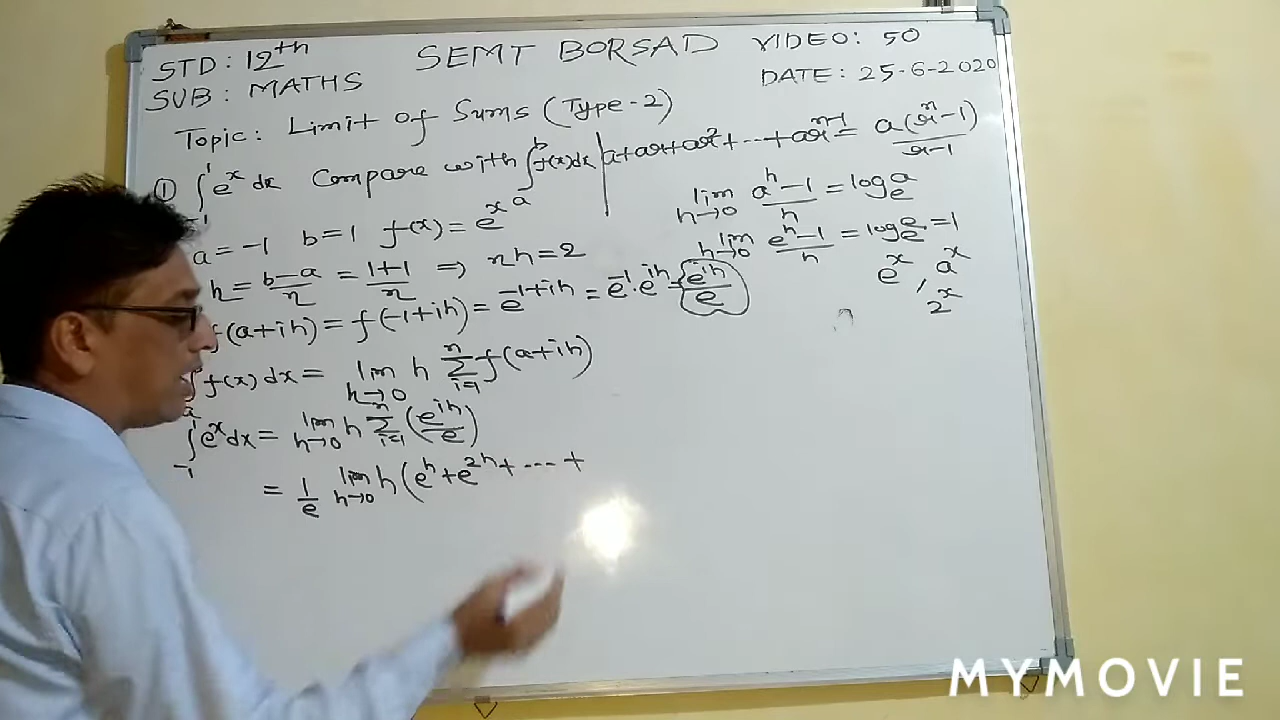 STD: 12th SEMT BORSAD VIDEO: 50
SUB: MATHS DATE: 25-6-2020
Topic: Limit of Sums (Type-2)
① ∫₋₁¹ eˣ dx Compare with ∫ₐᵇ f(x)dx | a+ar+ar²+...+arⁿ⁻¹ = a(rⁿ-1)/(r-1)
a = -1 b=1 f(x) = eˣ
lim h→0 (aʰ-1)/h = logₑa
h = (b-a)/n = (1+1)/n ⇒ nh=2
lim h→0 (eʰ-1)/h = logₑe = 1
eˣ, aˣ
2ˣ
f(a+ih) = f(-1+ih) = e⁻¹⁺ⁱʰ = e⁻¹·eⁱʰ = eⁱʰ/e
∫ₐ f(x)dx = lim h→0 h Σᵢ₌₁ⁿ f(a+ih)
∫₋₁¹ eˣdx = lim h→0 h Σᵢ₌₁ⁿ (eⁱʰ/e)
= 1/e lim h→0 h(eʰ+e²ʰ+....+
MYMOVIE